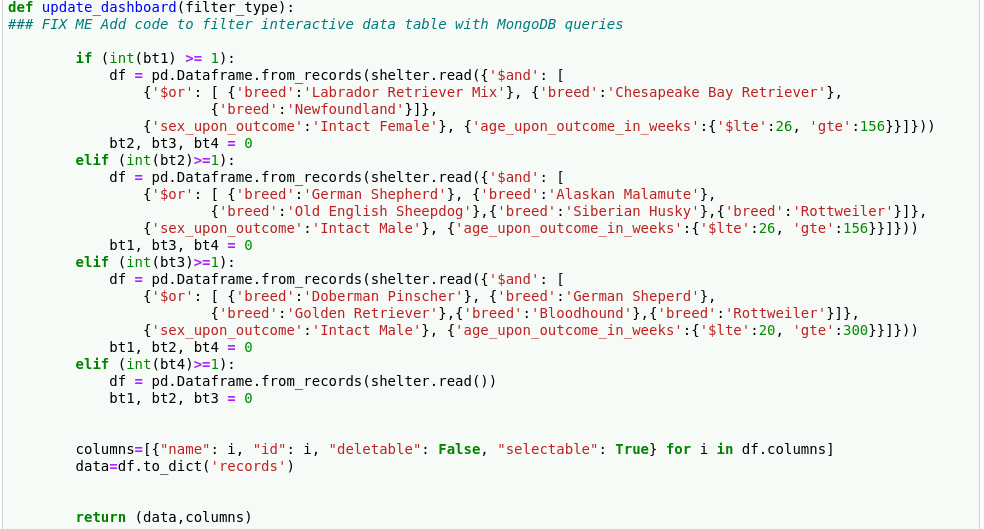 def update_dashboard(filter_type):
### FIX ME Add code to filter interactive data table with MongoDB queries
if (int(bt1) >= 1):
df = pd.Dataframe.from_records(shelter.read({'$and': [
{'$or': [ {'breed':'Labrador Retriever Mix'}, {'breed':'Chesapeake Bay Retriever'},
{'breed':'Newfoundland'}]},
{'sex_upon_outcome':'Intact Female'}, {'age_upon_outcome_in_weeks':{'$lte':26, 'gte':156}}]}))
bt2, bt3, bt4 = 0
elif (int(bt2)>=1):
df = pd.Dataframe.from_records(shelter.read({'$and': [
{'$or': [ {'breed':'German Shepherd'}, {'breed':'Alaskan Malamute'},
{'breed':'Old English Sheepdog'},{'breed':'Siberian Husky'},{'breed':'Rottweiler'}]},
{'sex_upon_outcome':'Intact Male'}, {'age_upon_outcome_in_weeks':{'$lte':26, 'gte':156}}]}))
bt1, bt3, bt4 = 0
elif (int(bt3)>=1):
df = pd.Dataframe.from_records(shelter.read({'$and': [
{'$or': [ {'breed':'Doberman Pinscher'}, {'breed':'German Sheperd'},
{'breed':'Golden Retriever'},{'breed':'Bloodhound'},{'breed':'Rottweiler'}]},
{'sex_upon_outcome':'Intact Male'}, {'age_upon_outcome_in_weeks':{'$lte':20, 'gte':300}}]}))
bt1, bt2, bt4 = 0
elif (int(bt4)>=1):
df = pd.Dataframe.from_records(shelter.read())
bt1, bt2, bt3 = 0
columns=[{"name": i, "id": i, "deletable": False, "selectable": True} for i in df.columns]
data=df.to_dict('records')
return (data,columns)